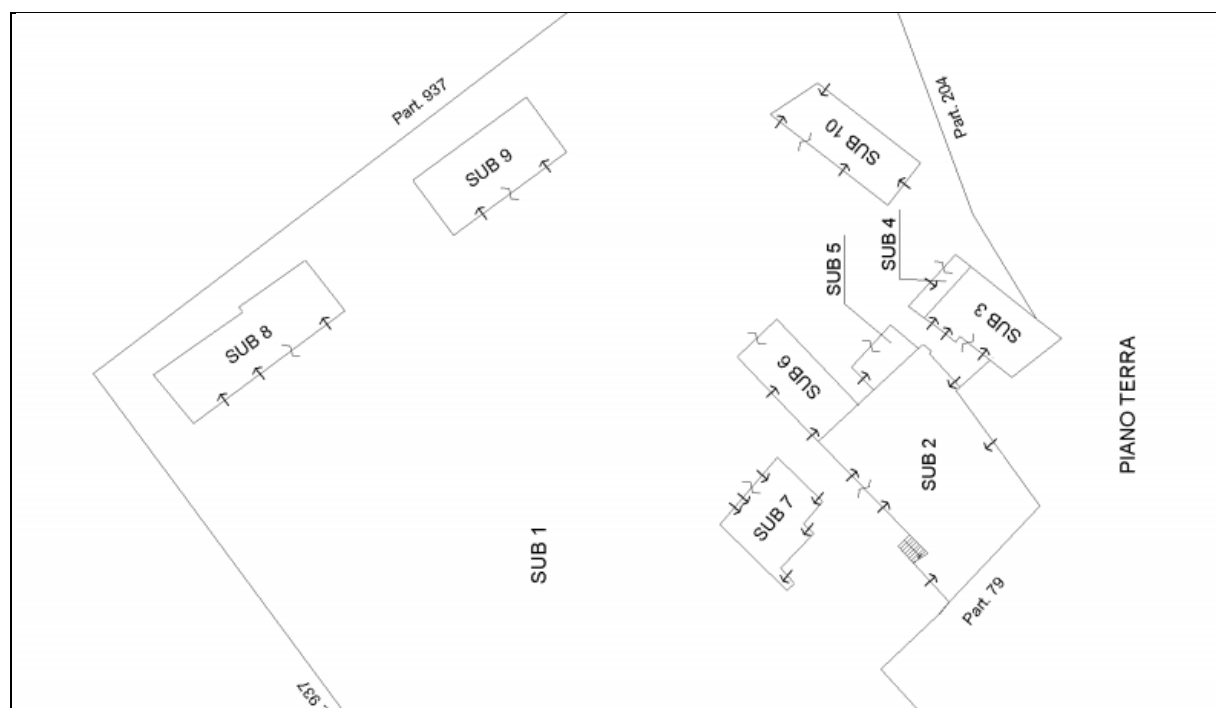 Part. 937
Part. 204
SUB 10
SUB 9
SUB 4
SUB 5
SUB 3
SUB 8
SUB 6
PIANO TERRA
SUB 2
SUB 7
SUB 1
Part. 79
937